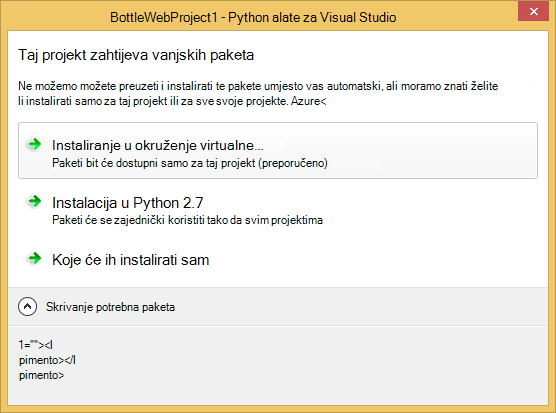 BottleWebProject1 - Python alate za Visual Studio
Taj projekt zahtijeva vanjskih paketa
Ne možemo možete preuzeti i instalirati te pakete umjesto vas automatski, ali moramo znati želite
li instalirati samo za taj projekt ili za sve svoje projekte. Azure<
Instaliranje u okruženje virtualne...
Paketi bit će dostupni samo za taj projekt (preporučeno)
Instalacija u Python 2.7
Paketi će se zajednički koristiti tako da svim projektima
Koje će ih instalirati sam
Skrivanje potrebna paketa
1=""><l
pimento></l
pimento>